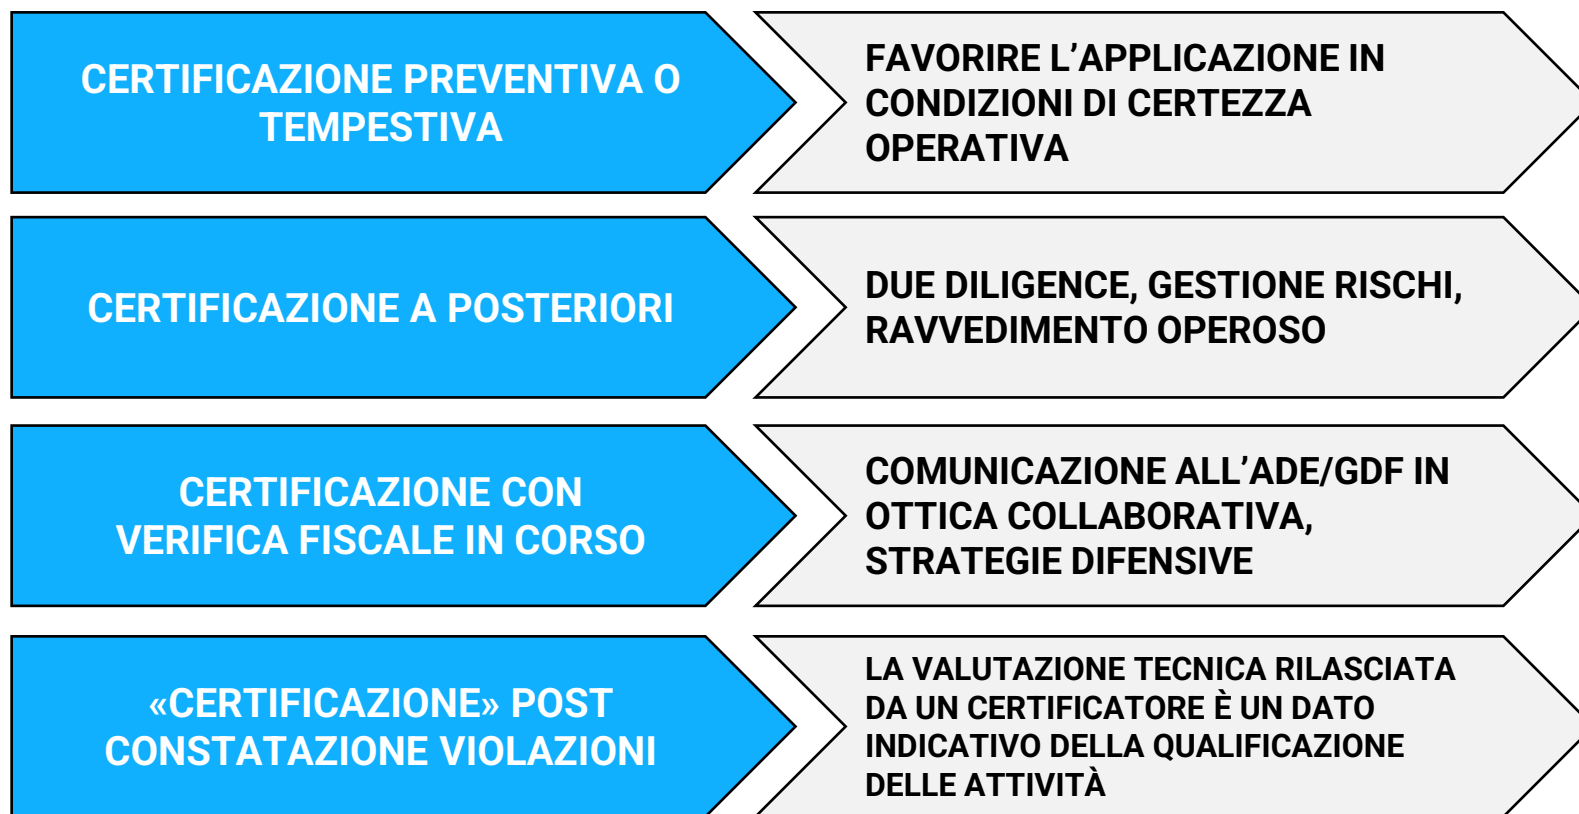 CERTIFICAZIONE PREVENTIVA O
TEMPESTIVA
FAVORIRE L’APPLICAZIONE IN
CONDIZIONI DI CERTEZZA
OPERATIVA
CERTIFICAZIONE A POSTERIORI
DUE DILIGENCE, GESTIONE RISCHI,
RAVVEDIMENTO OPEROSO
CERTIFICAZIONE CON
VERIFICA FISCALE IN CORSO
COMUNICAZIONE ALL’ADE/GDF IN
OTTICA COLLABORATIVA,
STRATEGIE DIFENSIVE
«CERTIFICAZIONE» POST
CONSTATAZIONE VIOLAZIONI
LA VALUTAZIONE TECNICA RILASCIATA
DA UN CERTIFICATORE È UN DATO
INDICATIVO DELLA QUALIFICAZIONE
DELLE ATTIVITÀ